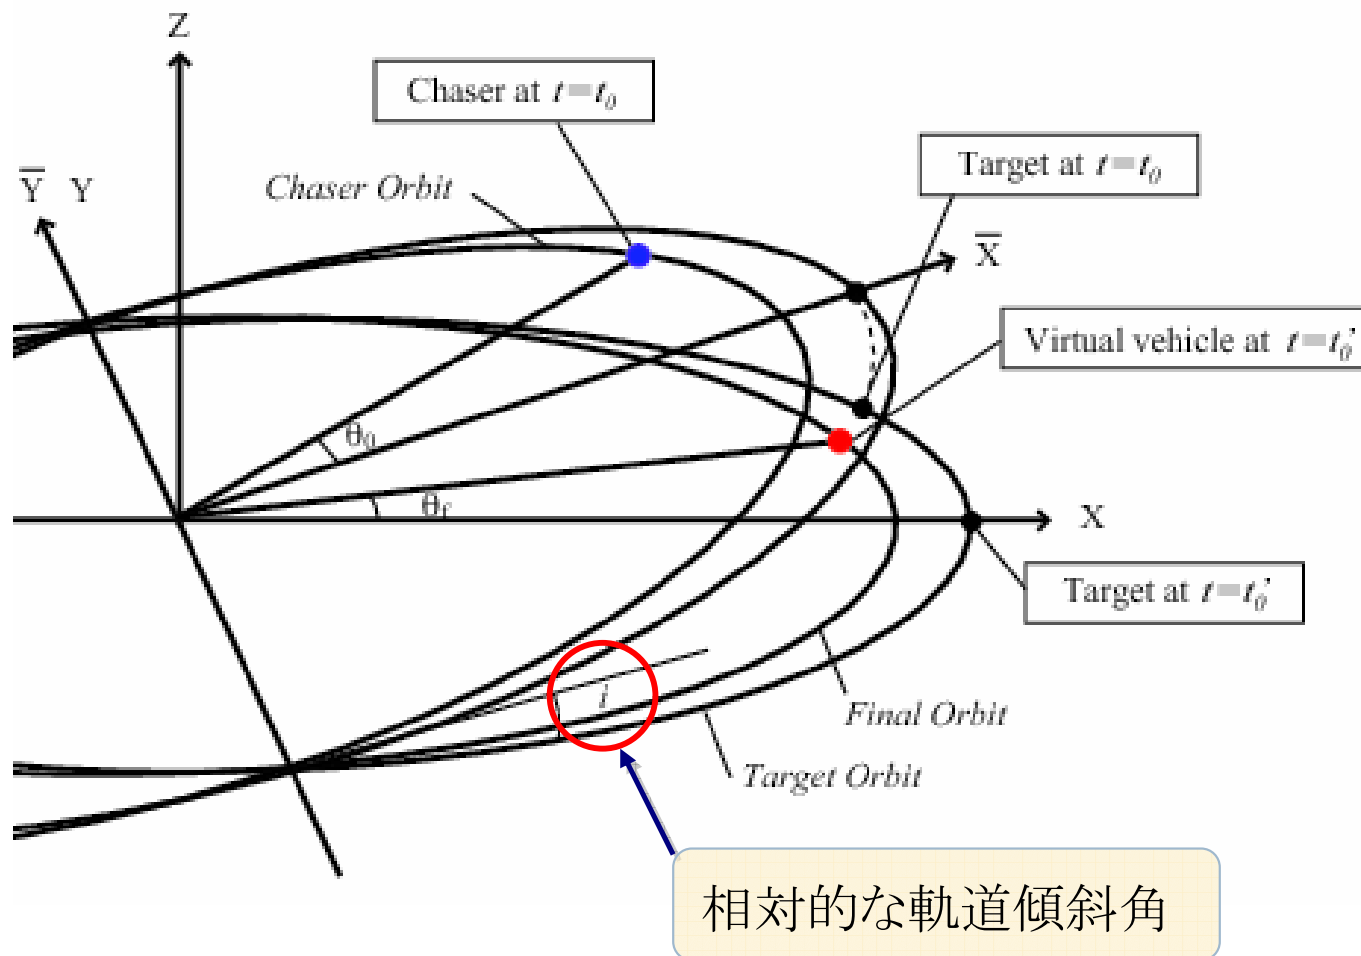 Z
Chaser at t=t₀
Target at t=t₀
Y̅ Y
Chaser Orbit
X̅
Virtual vehicle at t=t₀’
θ₀
θf
X
Target at t=t₀’
i
Final Orbit
Target Orbit
相対的な軌道傾斜角